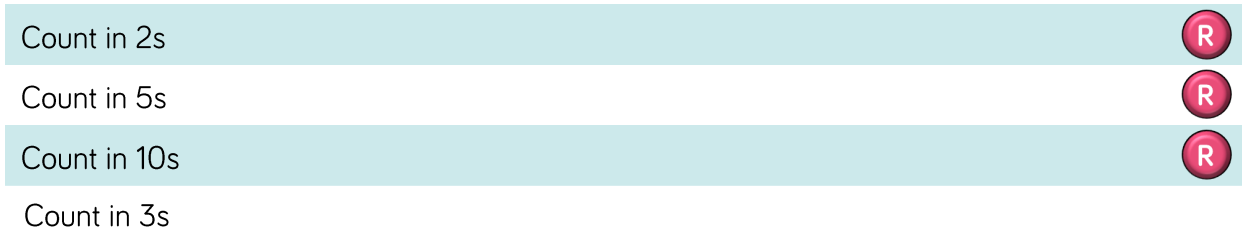 Count in 2s R
Count in 5s R
Count in 10s R
Count in 3s